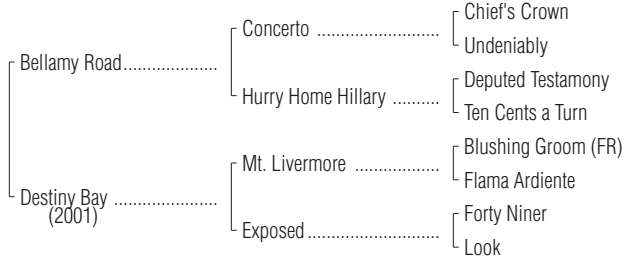 Chief's Crown
Concerto ........................
Undeniably
Bellamy Road..................
Deputed Testamony
Hurry Home Hillary ..........
Ten Cents a Turn
Blushing Groom (FR)
Mt. Livermore .................
Flama Ardiente
Destiny Bay ....................
(2001)
Forty Niner
Exposed..........................
Look